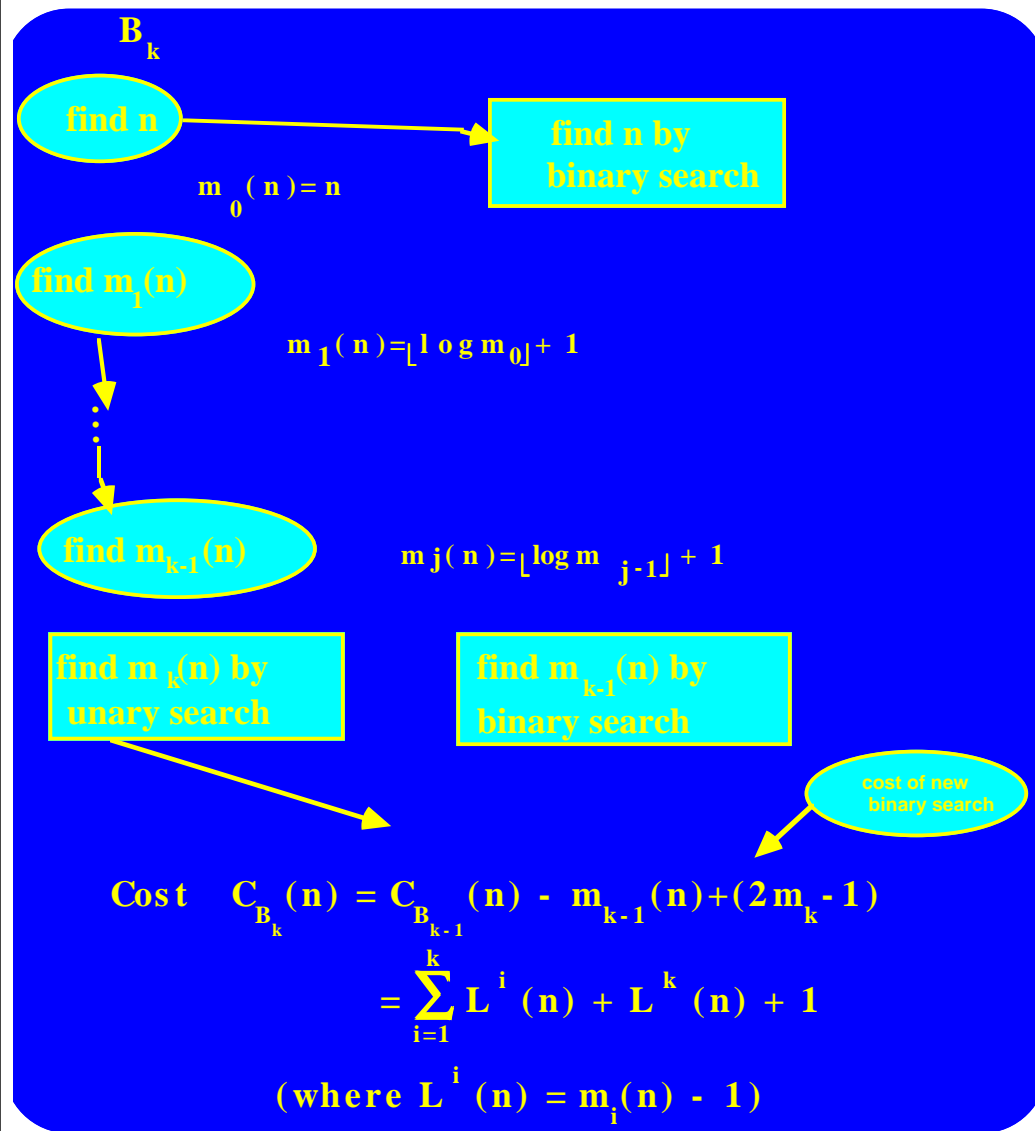 B_k
find n
find n by
binary search
m_0(n)=n
find m_1(n)
m_1(n)=⌊log m_0⌋+ 1
find m_{k-1}(n)
m_j(n)=⌊log m_{j-1}⌋ + 1
find m_k(n) by
unary search
find m_{k-1}(n) by
binary search
cost of new
binary search
Cost C_{B_k}(n) = C_{B_{k-1}}(n) - m_{k-1}(n)+(2m_k-1)
= ∑_{i=1}^{k} L^i (n) + L^k (n) + 1
(where L^i (n) = m_i(n) - 1)